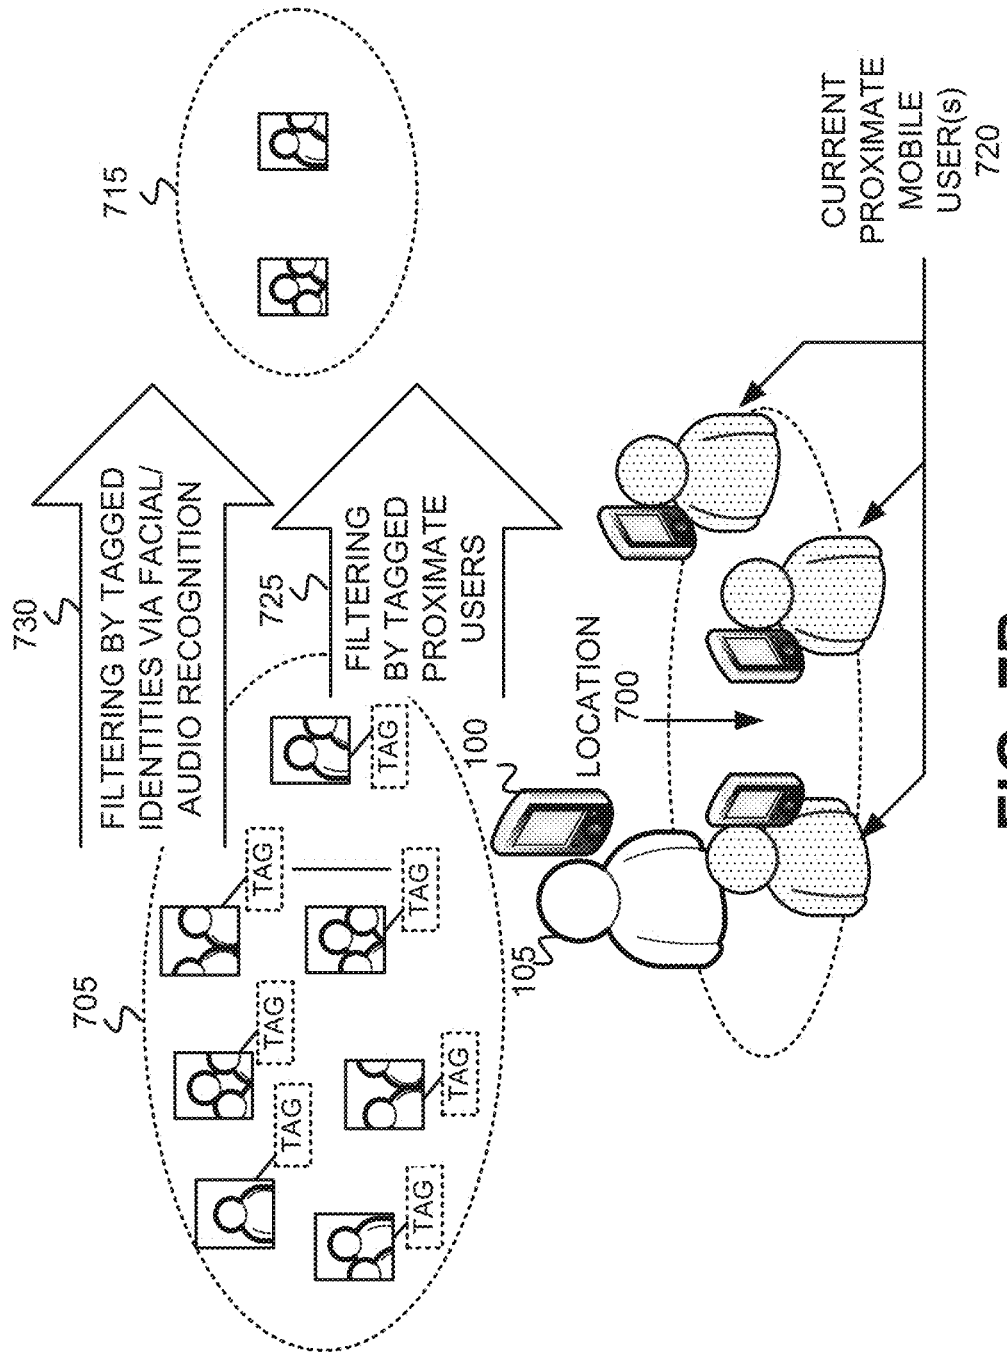 730
705
715
FILTERING BY TAGGED
IDENTITIES VIA FACIAL/
AUDIO RECOGNITION
TAG
TAG
TAG
725
FILTERING
BY TAGGED
PROXIMATE
USERS
TAG
TAG
TAG
TAG
100
105
LOCATION
700
CURRENT
PROXIMATE
MOBILE
USER(s)
720